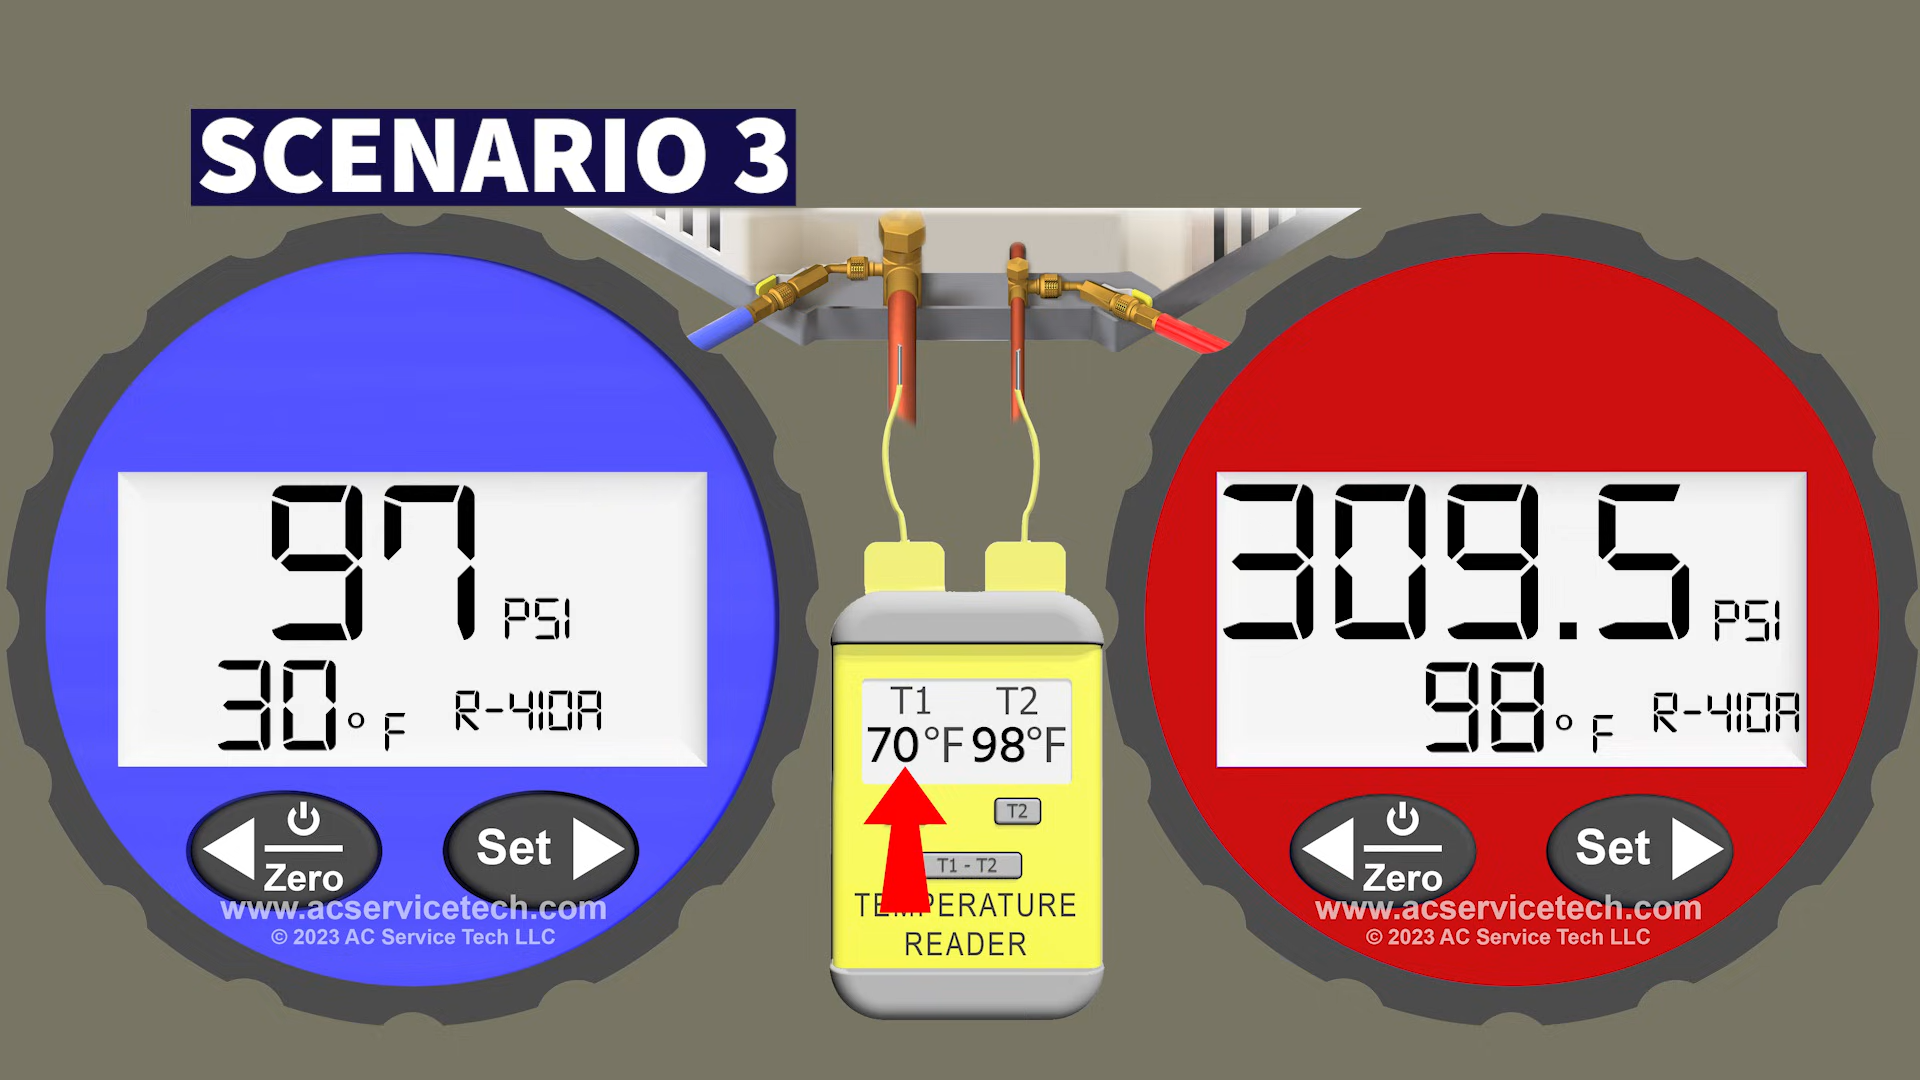 SCENARIO 3
97 PSI
30° F R-410A
Zero
Set
www.acservicetech.com
© 2023 AC Service Tech LLC
T1 T2
70°F 98°F
T2
T1 - T2
TEMPERATURE
READER
309.5 PSI
98° F R-410A
Zero
Set
www.acservicetech.com
© 2023 AC Service Tech LLC